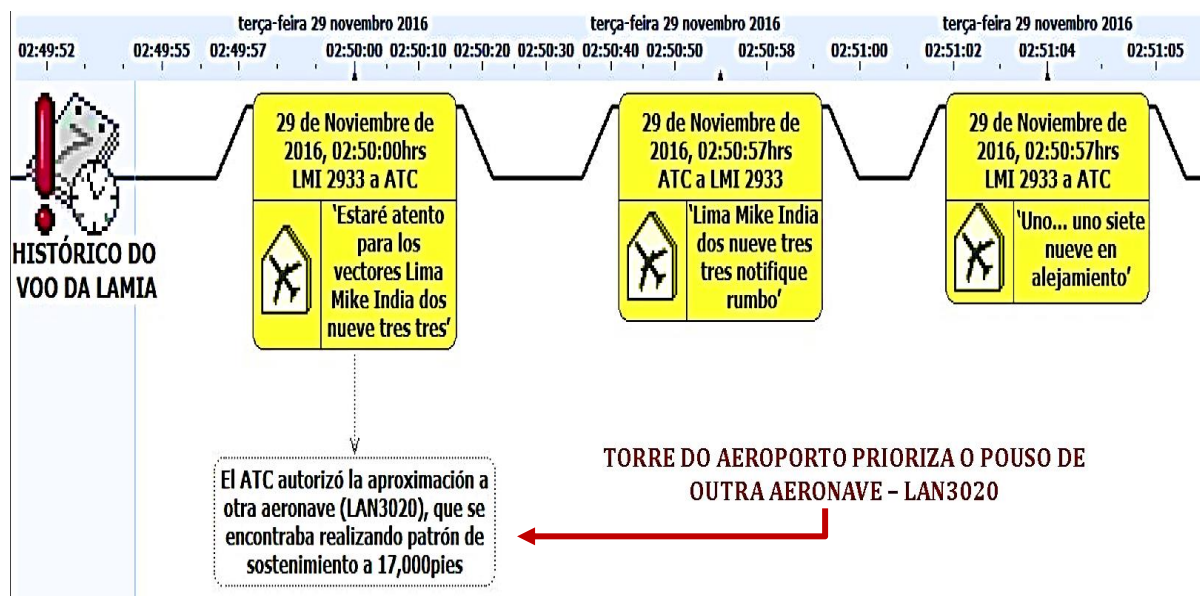 terça-feira 29 novembro 2016
terça-feira 29 novembro 2016
terça-feira 29 novembro 2016
02:49:52 02:49:55 02:49:57 02:50:00 02:50:10 02:50:20 02:50:30 02:50:40 02:50:50 02:50:58 02:51:00 02:51:02 02:51:04 02:51:05
HISTÓRICO DO
VOO DA LAMIA
29 de Noviembre de
2016, 02:50:00hrs
LMI 2933 a ATC
'Estaré atento
para los
vectores Lima
Mike India dos
nueve tres tres'
29 de Noviembre de
2016, 02:50:57hrs
ATC a LMI 2933
'Lima Mike India
dos nueve tres
tres notifique
rumbo'
29 de Noviembre de
2016, 02:50:57hrs
LMI 2933 a ATC
'Uno... uno siete
nueve en
alejamiento'
El ATC autorizó la aproximación a
otra aeronave (LAN3020), que se
encontraba realizando patrón de
sostenimiento a 17,000pies
TORRE DO AEROPORTO PRIORIZA O POUSO DE
OUTRA AERONAVE – LAN3020